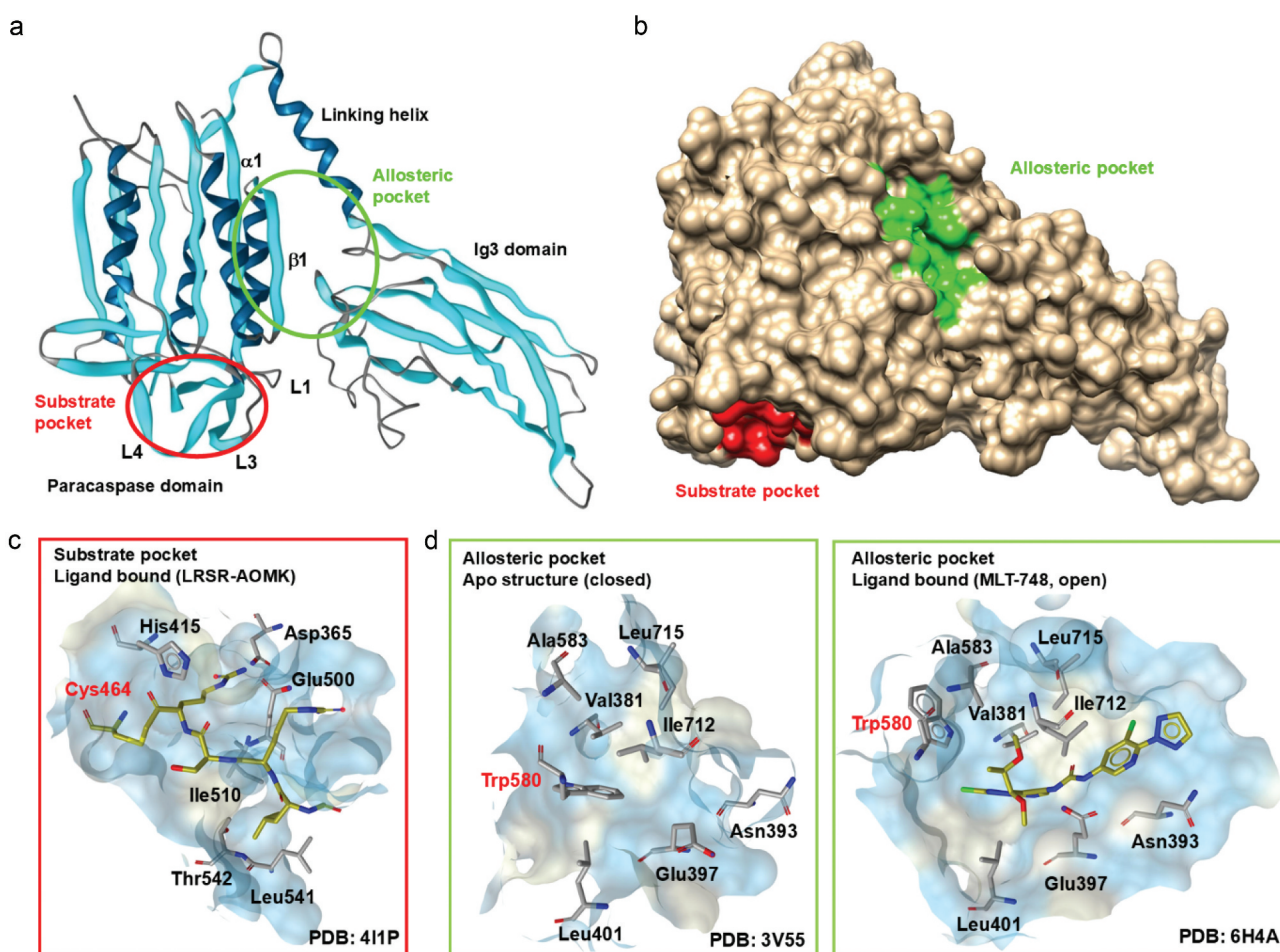 a
Linking helix
α1
Allosteric
pocket
β1
Ig3 domain
L1
Substrate
pocket
L4
L3
Paracaspase domain
b
Allosteric pocket
Substrate pocket
c
Substrate pocket
Ligand bound (LRSR-AOMK)
His415
Asp365
Cys464
Glu500
Ile510
Thr542
Leu541
PDB: 4I1P
d
Allosteric pocket
Apo structure (closed)
Ala583
Leu715
Val381
Ile712
Trp580
Asn393
Glu397
Leu401
PDB: 3V55
Allosteric pocket
Ligand bound (MLT-748, open)
Ala583
Leu715
Trp580
Val381
Ile712
Asn393
Glu397
Leu401
PDB: 6H4A